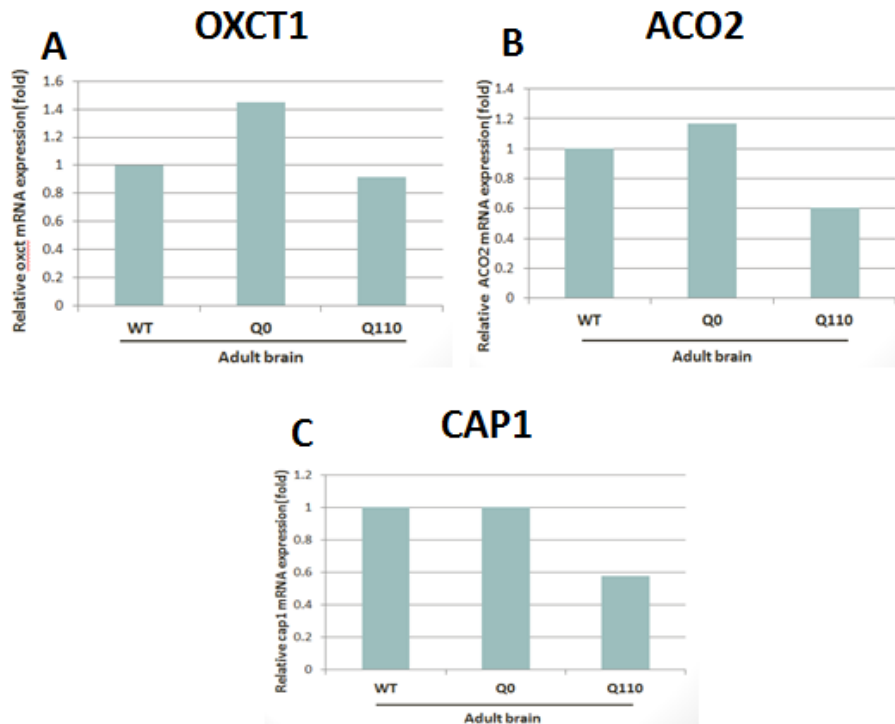 A
OXCT1
Relative oxct mRNA expression(fold)
1.6
1.4
1.2
1
0.8
0.6
0.4
0.2
0
WT Q0 Q110
Adult brain
B
ACO2
Relative ACO2 mRNA expression(fold)
1.4
1.2
1
0.8
0.6
0.4
0.2
0
WT Q0 Q110
Adult brain
C
CAP1
Relative cap1 mRNA expression(fold)
1.2
1
0.8
0.6
0.4
0.2
0
WT Q0 Q110
Adult brain